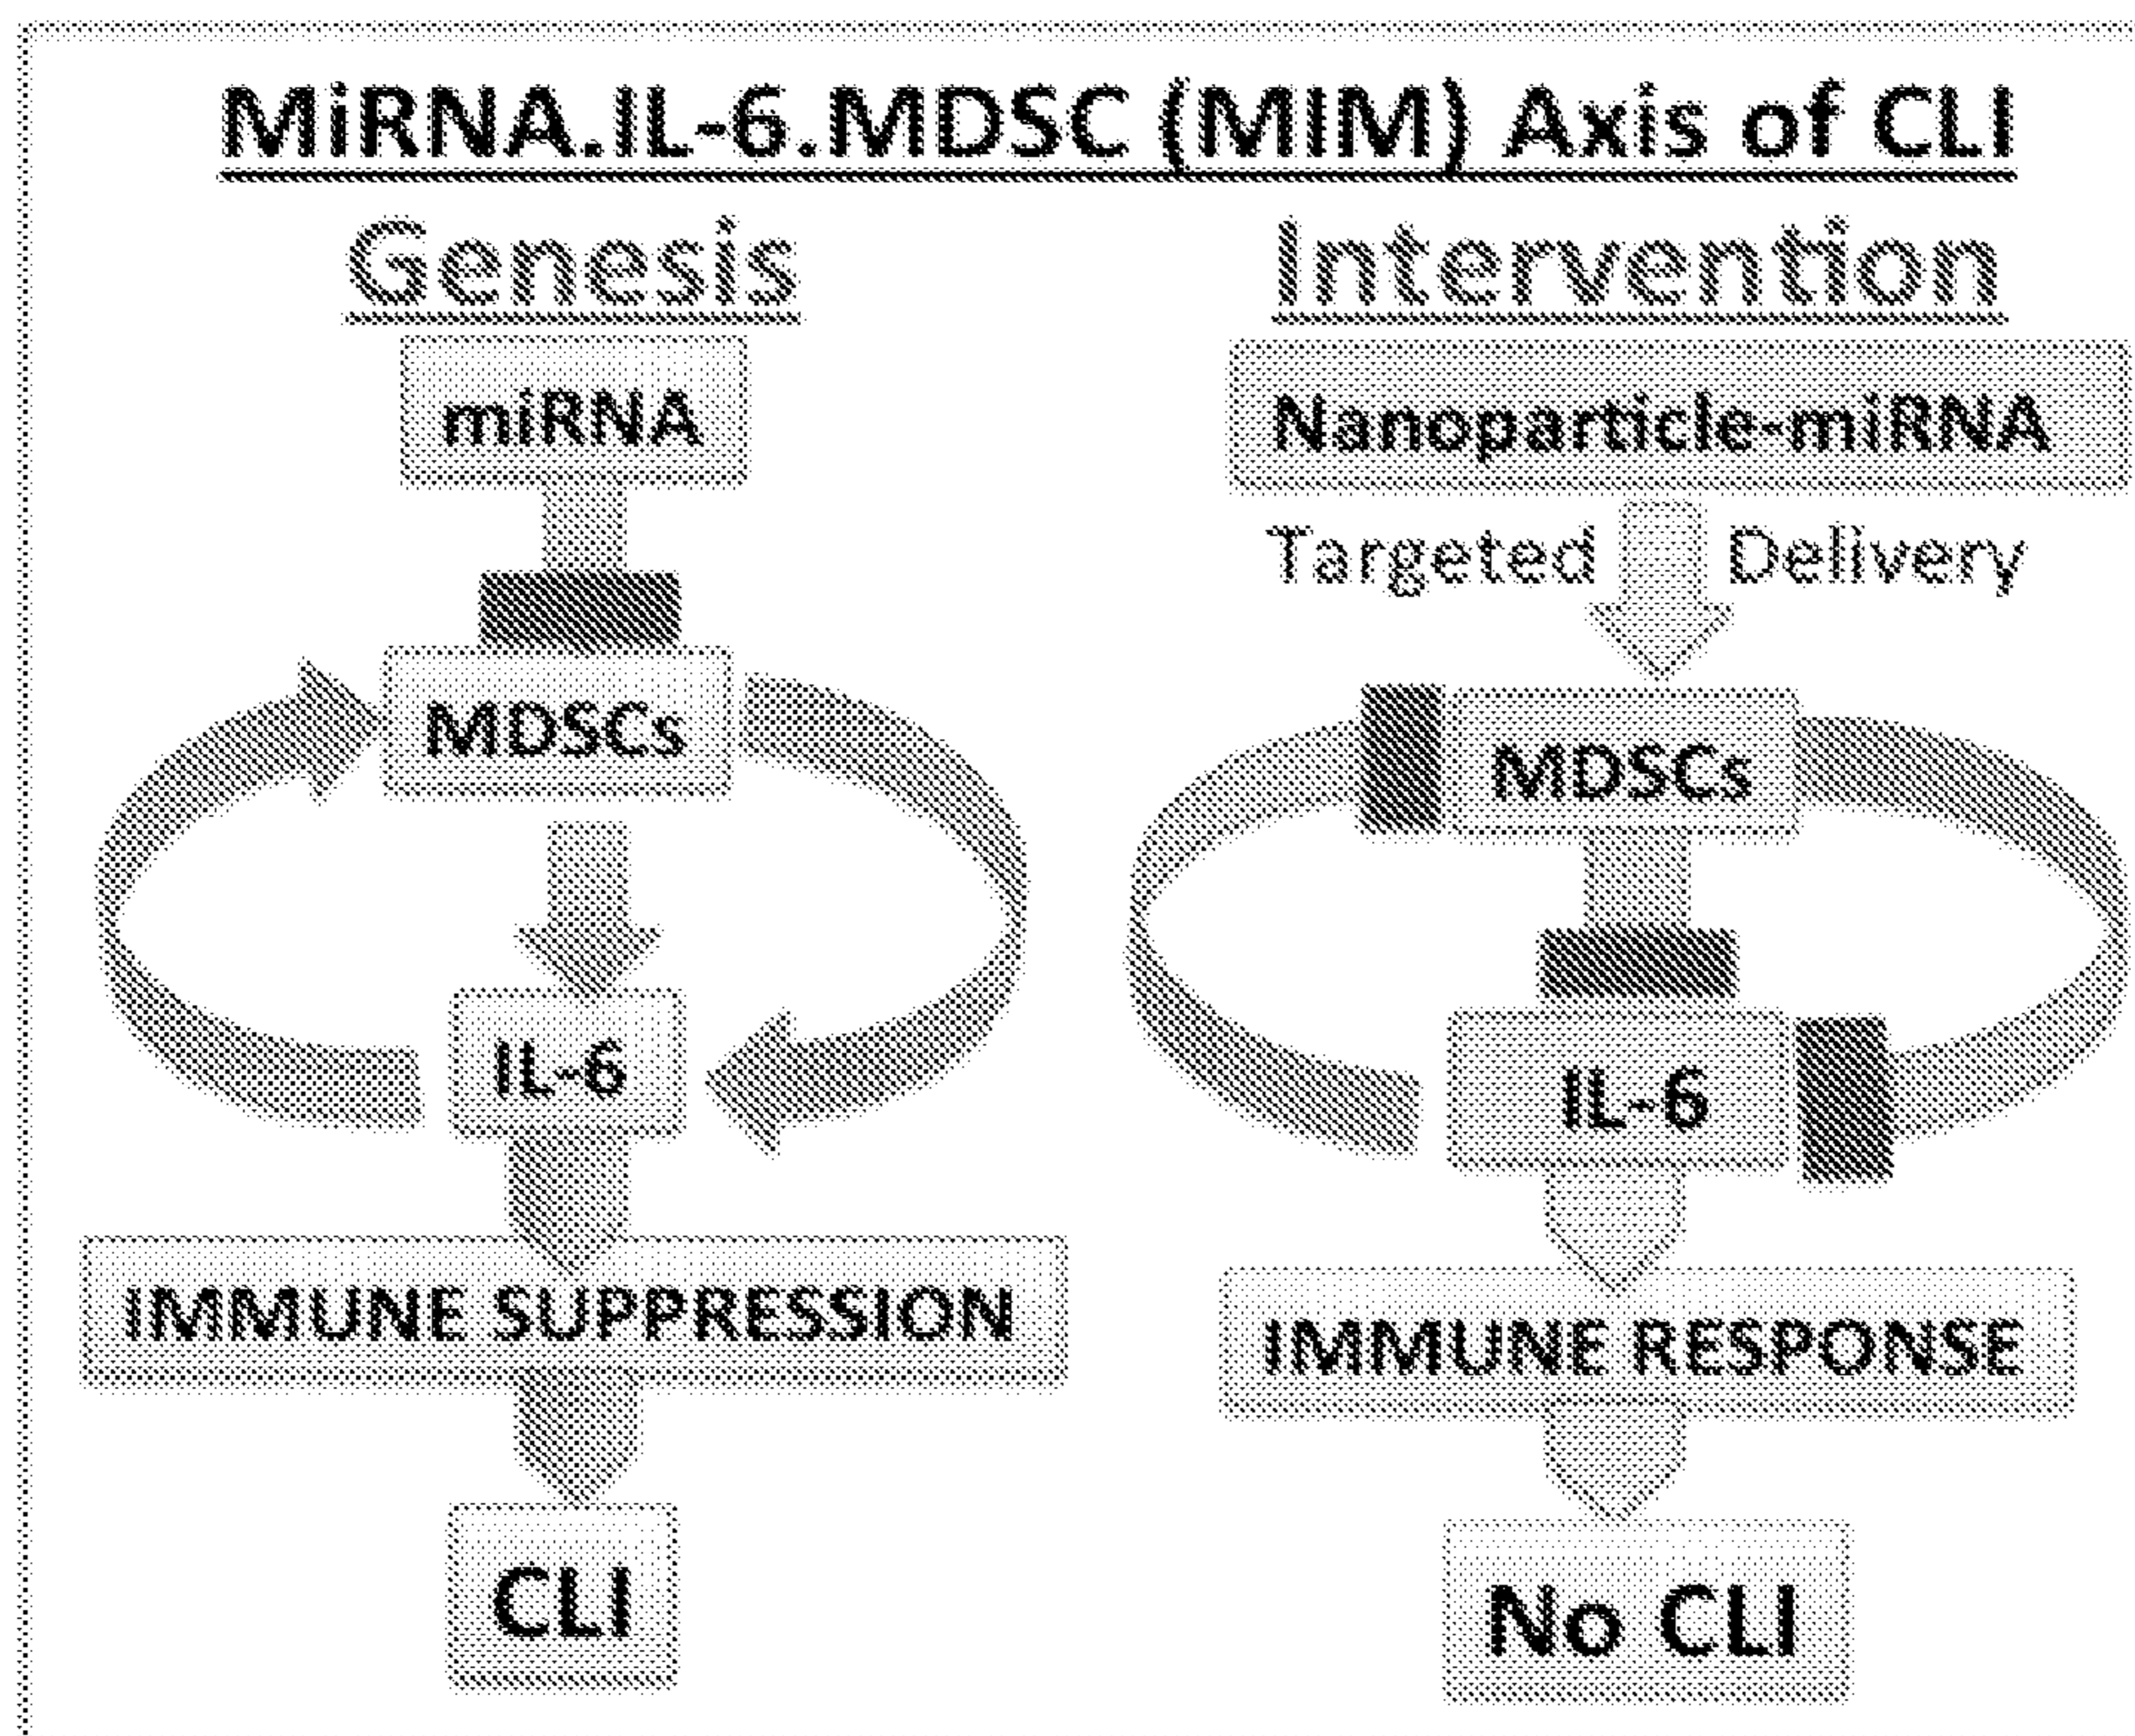 MiRNA.IL-6.MDSC (MIM) Axis of CLI
Genesis
miRNA
MDSCs
IL-6
IMMUNE SUPPRESSION
CLI
Intervention
Nanoparticle-miRNA
Targeted Delivery
MDSCs
IL-6
IMMUNE RESPONSE
No CLI